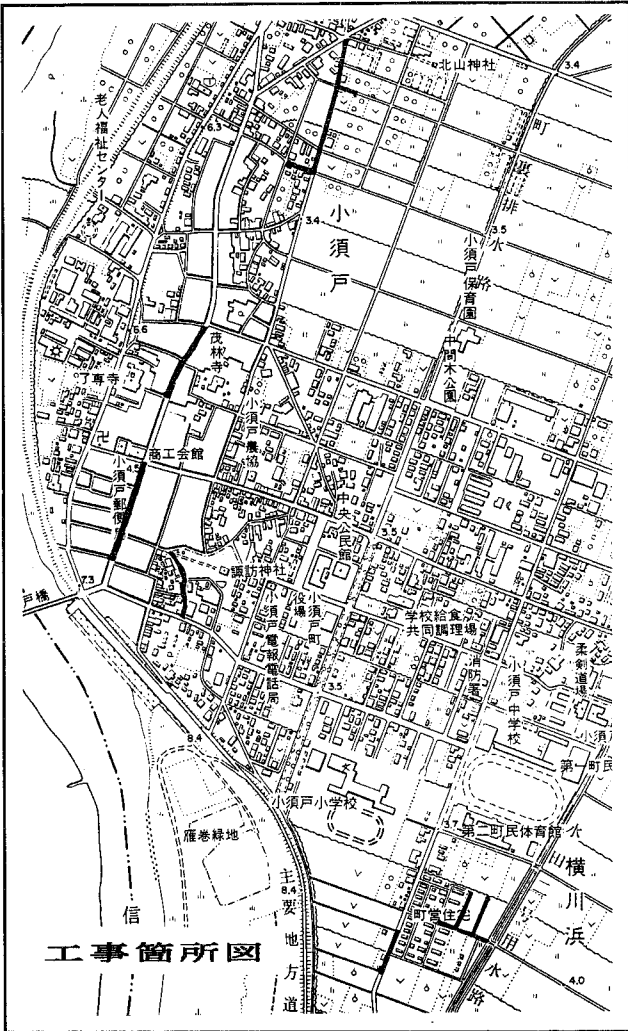 北山神社
3.4
老人福祉センター
6.3
町裏排水路
小須戸
3.4
3.5
小須戸保育園
中間木公園
6.6
茂林寺
了専寺
小須戸農協
商工会館
4.5
小須戸郵便
中央公民館
3.5
諏訪神社
7.3
戸橋
役場
小須戸町
小須戸電報電話局
学校給食
共同調理場
消防署
小須戸中学校
柔剣道場
小須
3.5
8.4
第一町民
小須戸小学校
3.7
第二町民体育館
雁巻緑地
横川浜
主要地方道
8.4
町営住宅
信
用水路
4.0
工事箇所図